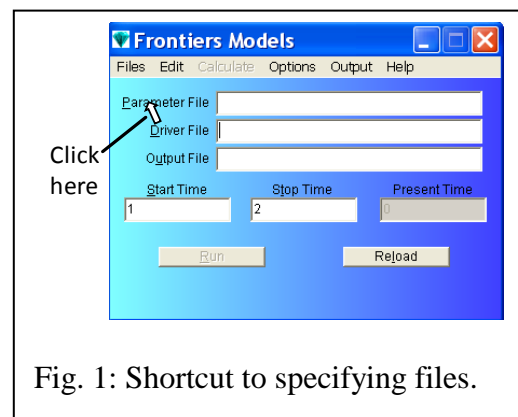 Frontiers Models
Files Edit Calculate Options Output Help
Parameter File
Driver File
Click
here
Output File
Start Time Stop Time Present Time
1 2 0
Run Reload
Fig. 1: Shortcut to specifying files.